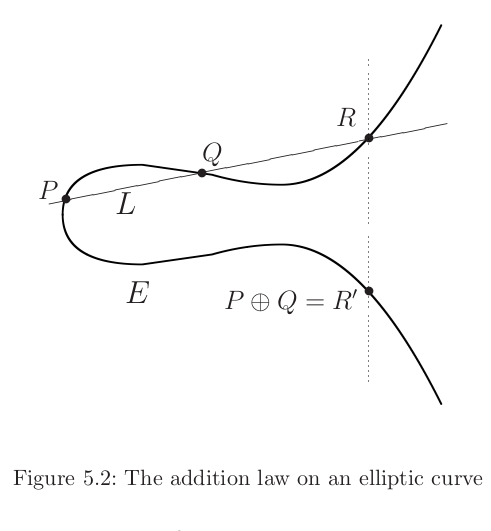 R
Q
P
L
E
P ⊕ Q = R′
Figure 5.2: The addition law on an elliptic curve